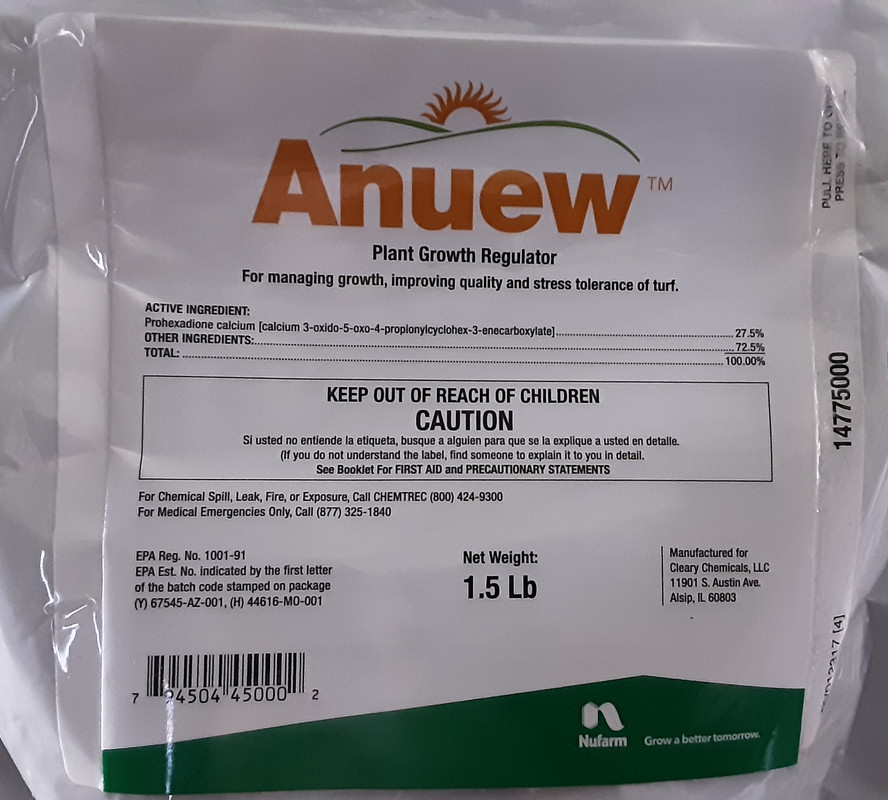 Anuew™
Plant Growth Regulator
For managing growth, improving quality and stress tolerance of turf.
ACTIVE INGREDIENT:
Prohexadione calcium [calcium 3-oxido-5-oxo-4-propionylcyclohex-3-enecarboxylate]........ 27.5%
OTHER INGREDIENTS:........ 72.5%
TOTAL: ........ 100.00%
KEEP OUT OF REACH OF CHILDREN
CAUTION
Si usted no entiende la etiqueta, busque a alguien para que se la explique a usted en detalle.
(If you do not understand the label, find someone to explain it to you in detail.
See Booklet For FIRST AID and PRECAUTIONARY STATEMENTS
For Chemical Spill, Leak, Fire, or Exposure, Call CHEMTREC (800) 424-9300
For Medical Emergencies Only, Call (877) 325-1840
EPA Reg. No. 1001-91
EPA Est. No. indicated by the first letter
of the batch code stamped on package
(Y) 67545-AZ-001, (H) 44616-MO-001
Net Weight:
1.5 Lb
Manufactured for
Cleary Chemicals, LLC
11901 S. Austin Ave.
Alsip, IL 60803
7 94504 45000 2
Nufarm
Grow a better tomorrow.
PULL HERE TO
PRESS TO
14775000
[4]